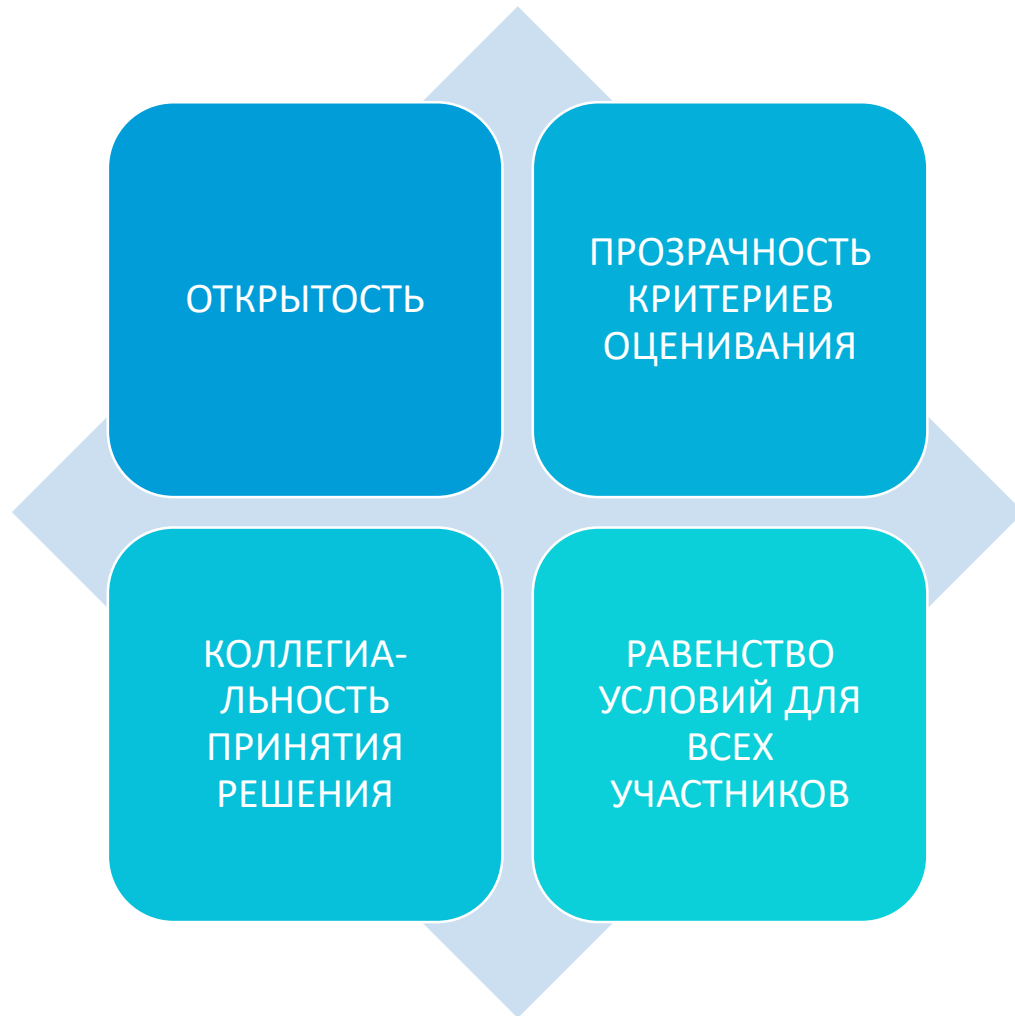 ОТКРЫТОСТЬ
ПРОЗРАЧНОСТЬ
КРИТЕРИЕВ
ОЦЕНИВАНИЯ
КОЛЛЕГИА-
ЛЬНОСТЬ
ПРИНЯТИЯ
РЕШЕНИЯ
РАВЕНСТВО
УСЛОВИЙ ДЛЯ
ВСЕХ
УЧАСТНИКОВ